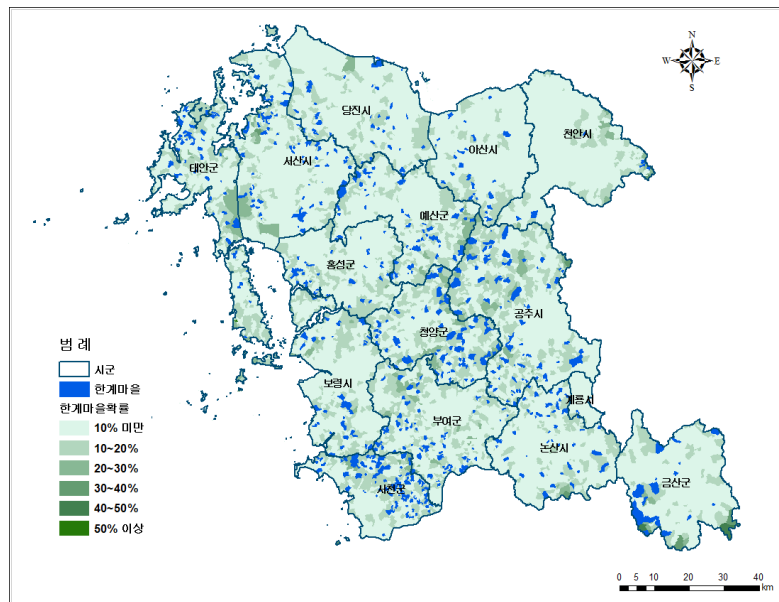 N
W E
S
당진시
아산시
천안시
서산시
태안군
예산군
홍성군
공주시
청양군
보령시
계룡시
부여군
논산시
서천군
금산군
범 례
시군
한계마을
한계마을확률
10% 미만
10~20%
20~30%
30~40%
40~50%
50% 이상
0 5 10 20 30 40
km